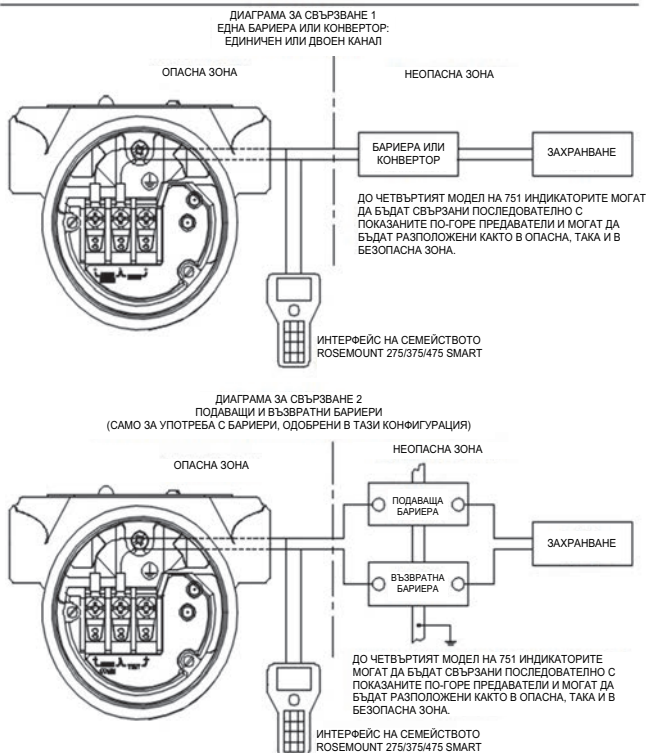 ДИАГРАМА ЗА СВЪРЗВАНЕ 1
ЕДНА БАРИЕРА ИЛИ КОНВЕРТОР:
ЕДИНИЧЕН ИЛИ ДВОЕН КАНАЛ
ОПАСНА ЗОНА
НЕОПАСНА ЗОНА
БАРИЕРА ИЛИ
КОНВЕРТОР
ЗАХРАНВАНЕ
ДО ЧЕТВЪРТИЯТ МОДЕЛ НА 751 ИНДИКАТОРИТЕ МОГАТ
ДА БЪДАТ СВЪРЗАНИ ПОСЛЕДОВАТЕЛНО С
ПОКАЗАНИТЕ ПО-ГОРЕ ПРЕДАВАТЕЛИ И МОГАТ ДА
БЪДАТ РАЗПОЛОЖЕНИ КАКТО В ОПАСНА, ТАКА И В
БЕЗОПАСНА ЗОНА.
ИНТЕРФЕЙС НА СЕМЕЙСТВОТО
ROSEMOUNT 275/375/475 SMART
ДИАГРАМА ЗА СВЪРЗВАНЕ 2
ПОДАВАЩИ И ВЪЗВРАТНИ БАРИЕРИ
(САМО ЗА УПОТРЕБА С БАРИЕРИ, ОДОБРЕНИ В ТАЗИ КОНФИГУРАЦИЯ)
ОПАСНА ЗОНА
НЕОПАСНА ЗОНА
ПОДАВАЩА
БАРИЕРА
ЗАХРАНВАНЕ
ВЪЗВРАТНА
БАРИЕРА
TEST
ДО ЧЕТВЪРТИЯТ МОДЕЛ НА 751 ИНДИКАТОРИТЕ
МОГАТ ДА БЪДАТ СВЪРЗАНИ ПОСЛЕДОВАТЕЛНО С
ПОКАЗАНИТЕ ПО-ГОРЕ ПРЕДАВАТЕЛИ И МОГАТ ДА
БЪДАТ РАЗПОЛОЖЕНИ КАКТО В ОПАСНА, ТАКА И В
БЕЗОПАСНА ЗОНА.
ИНТЕРФЕЙС НА СЕМЕЙСТВОТО
ROSEMOUNT 275/375/475 SMART